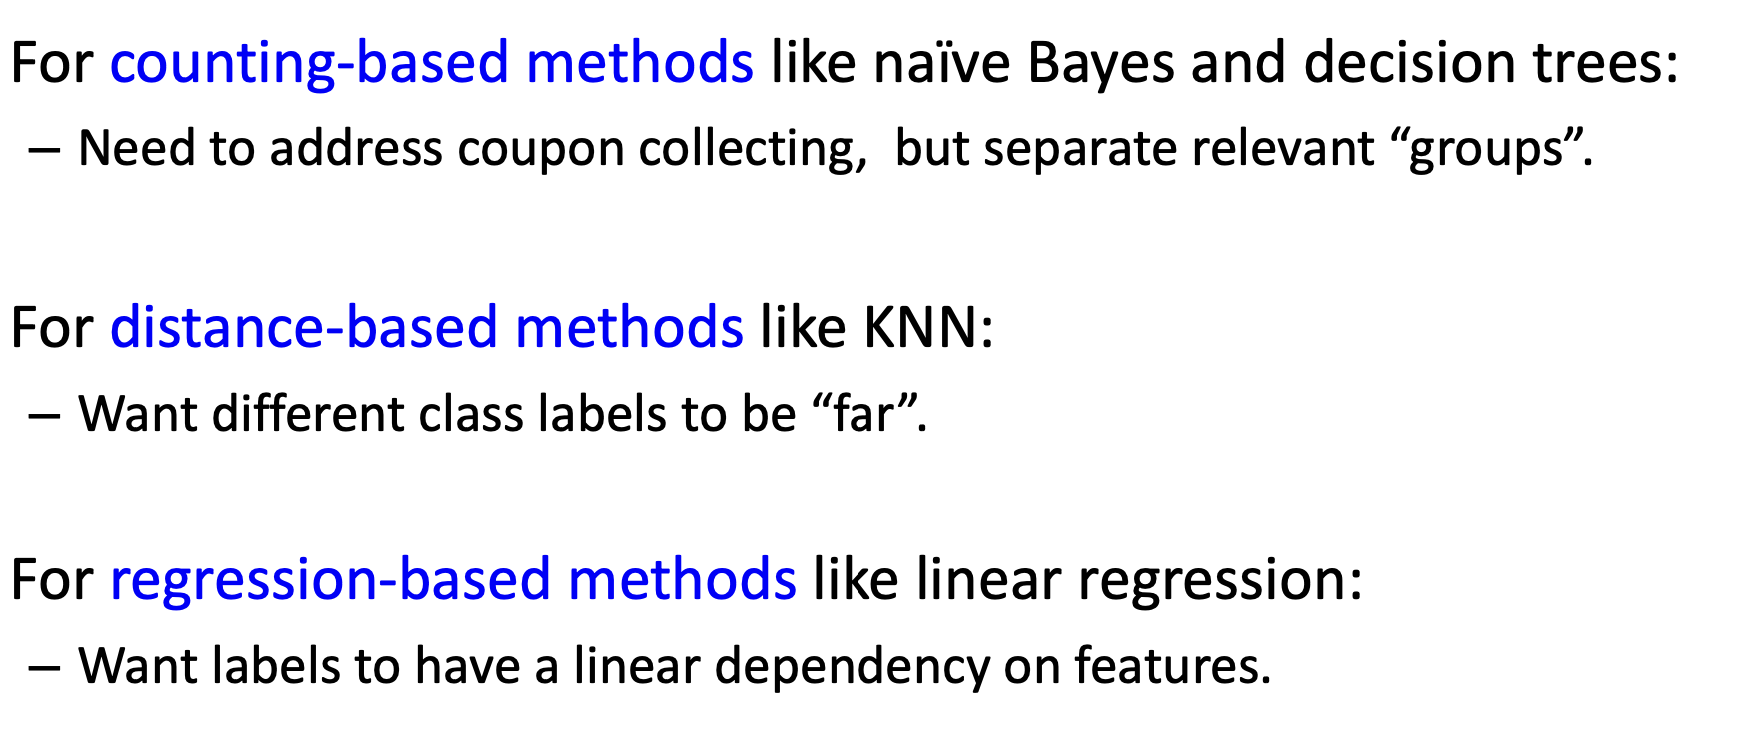 For counting-based methods like naïve Bayes and decision trees:
– Need to address coupon collecting,  but separate relevant “groups”.
For distance-based methods like KNN:
– Want different class labels to be “far”.
For regression-based methods like linear regression:
– Want labels to have a linear dependency on features.